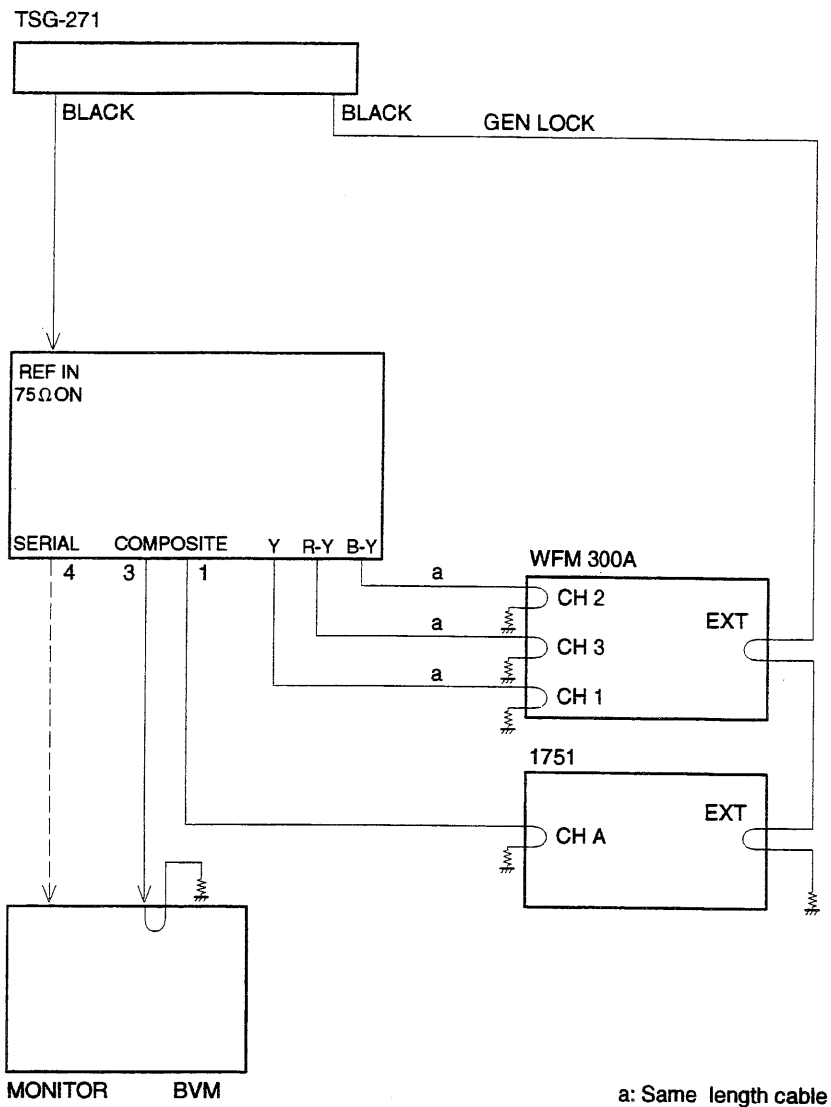 TSG-271
BLACK
BLACK
GEN LOCK
REF IN
75Ω ON
SERIAL
COMPOSITE
Y
R-Y
B-Y
4
3
1
a
a
a
WFM 300A
CH 2
CH 3
CH 1
EXT
1751
CH A
EXT
MONITOR
BVM
a: Same length cable